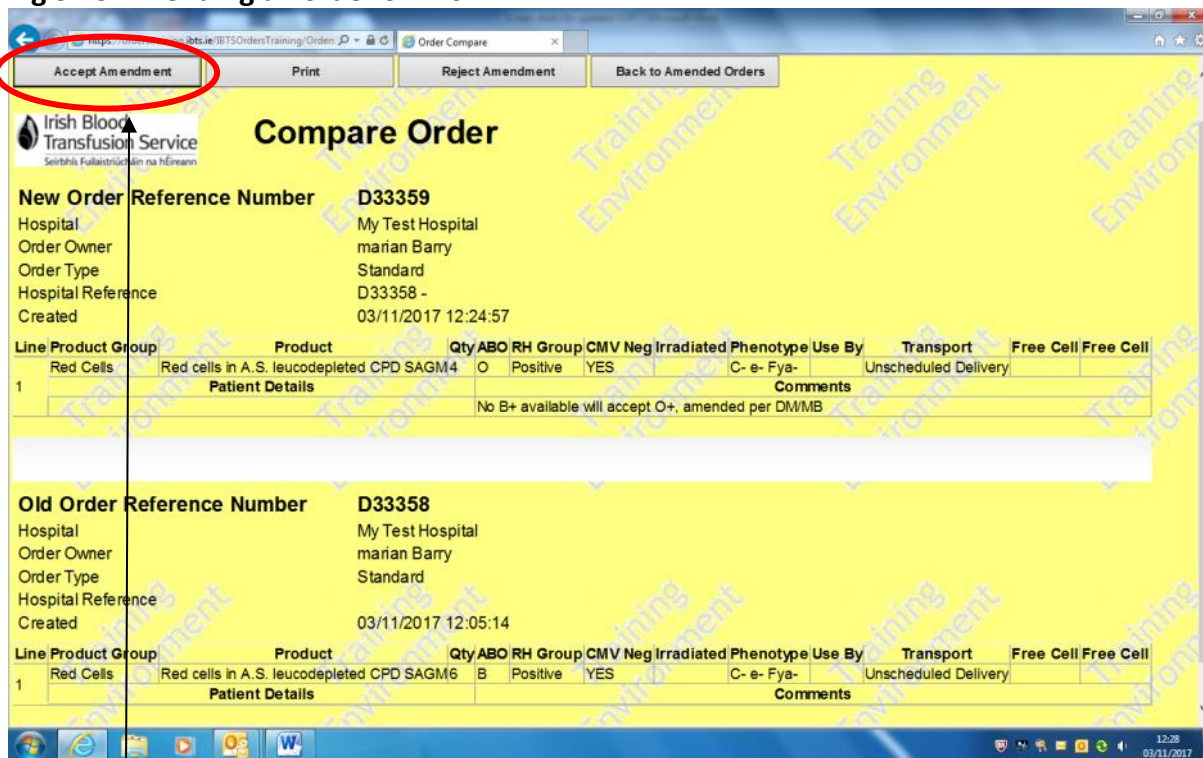 https://orderstraining.ibts.ie/IBTSOrdersTraining/Order Order Compare
Accept Amendment Print Reject Amendment Back to Amended Orders
Irish Blood
Transfusion Service
Seirbhís Fuilaistriúcháin na hÉireann
Compare Order
New Order Reference Number D33359
Hospital My Test Hospital
Order Owner marian Barry
Order Type Standard
Hospital Reference D33358 -
Created 03/11/2017 12:24:57
Line Product Group Product Qty ABO RH Group CMV Neg Irradiated Phenotype Use By Transport Free Cell Free Cell
Red Cells Red cells in A.S. leucodepleted CPD SAGM 4 O Positive YES C- e- Fya- Unscheduled Delivery
1 Patient Details Comments
No B+ available will accept O+, amended per DM/MB
Old Order Reference Number D33358
Hospital My Test Hospital
Order Owner marian Barry
Order Type Standard
Hospital Reference
Created 03/11/2017 12:05:14
Line Product Group Product Qty ABO RH Group CMV Neg Irradiated Phenotype Use By Transport Free Cell Free Cell
Red Cells Red cells in A.S. leucodepleted CPD SAGM 6 B Positive YES C- e- Fya- Unscheduled Delivery
1 Patient Details Comments
Training Environment
12:28
03/11/2017